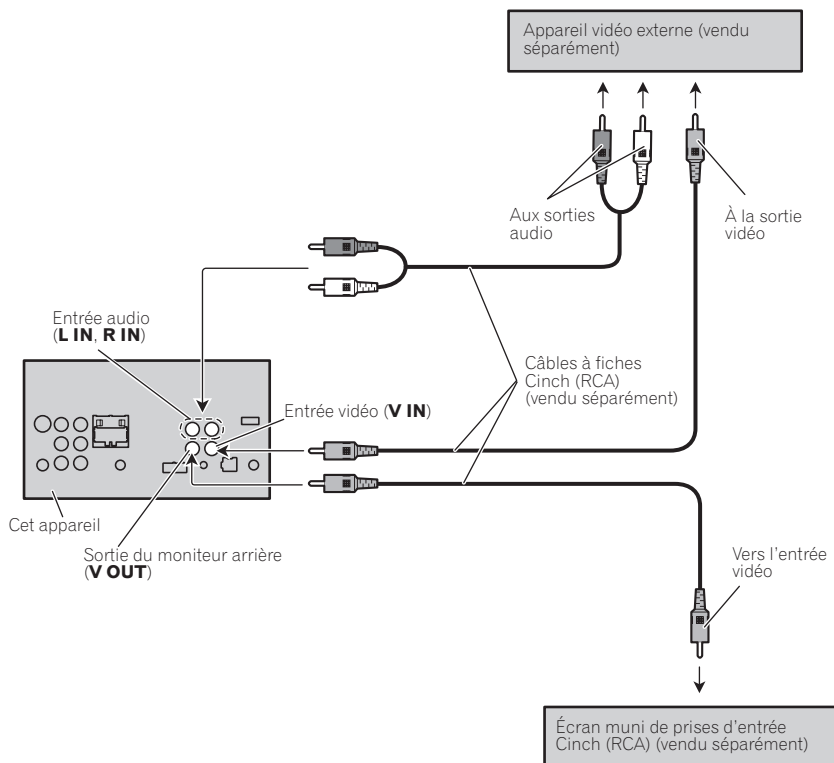 Appareil vidéo externe (vendu
séparément)
Aux sorties
audio
À la sortie
vidéo
Entrée audio
(L IN, R IN)
Câbles à fiches
Cinch (RCA)
(vendu séparément)
Entrée vidéo (V IN)
Cet appareil
Sortie du moniteur arrière
(V OUT)
Vers l'entrée
vidéo
Écran muni de prises d'entrée
Cinch (RCA) (vendu séparément)